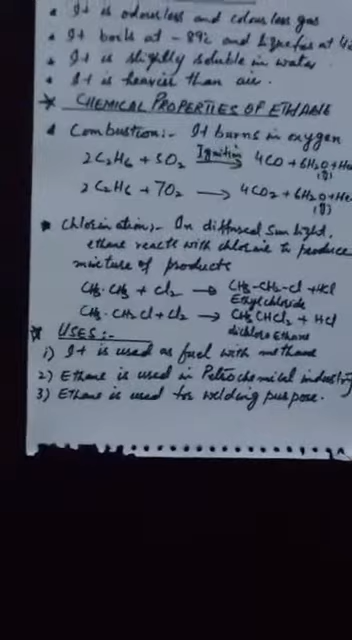 • It is odourless and colourless gas
• It boils at -89°C and liquefies at 4
• It is slightly soluble in water
• It is heavier than air.
* CHEMICAL PROPERTIES OF ETHANE
• Combustion:- It burns in oxygen
2C2H6 + 5O2 Ignition → 4CO + 6H2O + Hea
(g)
2C2H6 + 7O2 → 4CO2 + 6H2O + He
(g)
• Chlorination:- In diffused sun light,
ethane reacts with chlorine to produce
mixture of products
CH3-CH3 + Cl2 → CH3-CH2-Cl + HCl
Ethyl chloride
CH3-CH2Cl + Cl2 → CH3CHCl2 + HCl
dichloro Ethane
* USES:-
1) It is used as fuel with methane
2) Ethane is used in Petrochemical industry
3) Ethane is used for welding purpose.